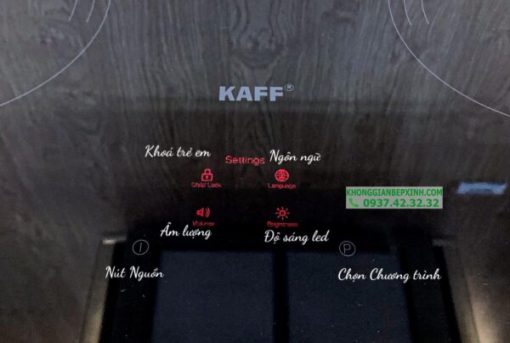 KAFF®
Khoá trẻ em
Ngôn ngữ
Settings
Child Lock
Language
KHONGGIANBEPXINH.COM
0937.42.32.32
Volume
Brightness
Âm lượng
Độ sáng led
P
Nút Nguồn
Chọn Chương trình